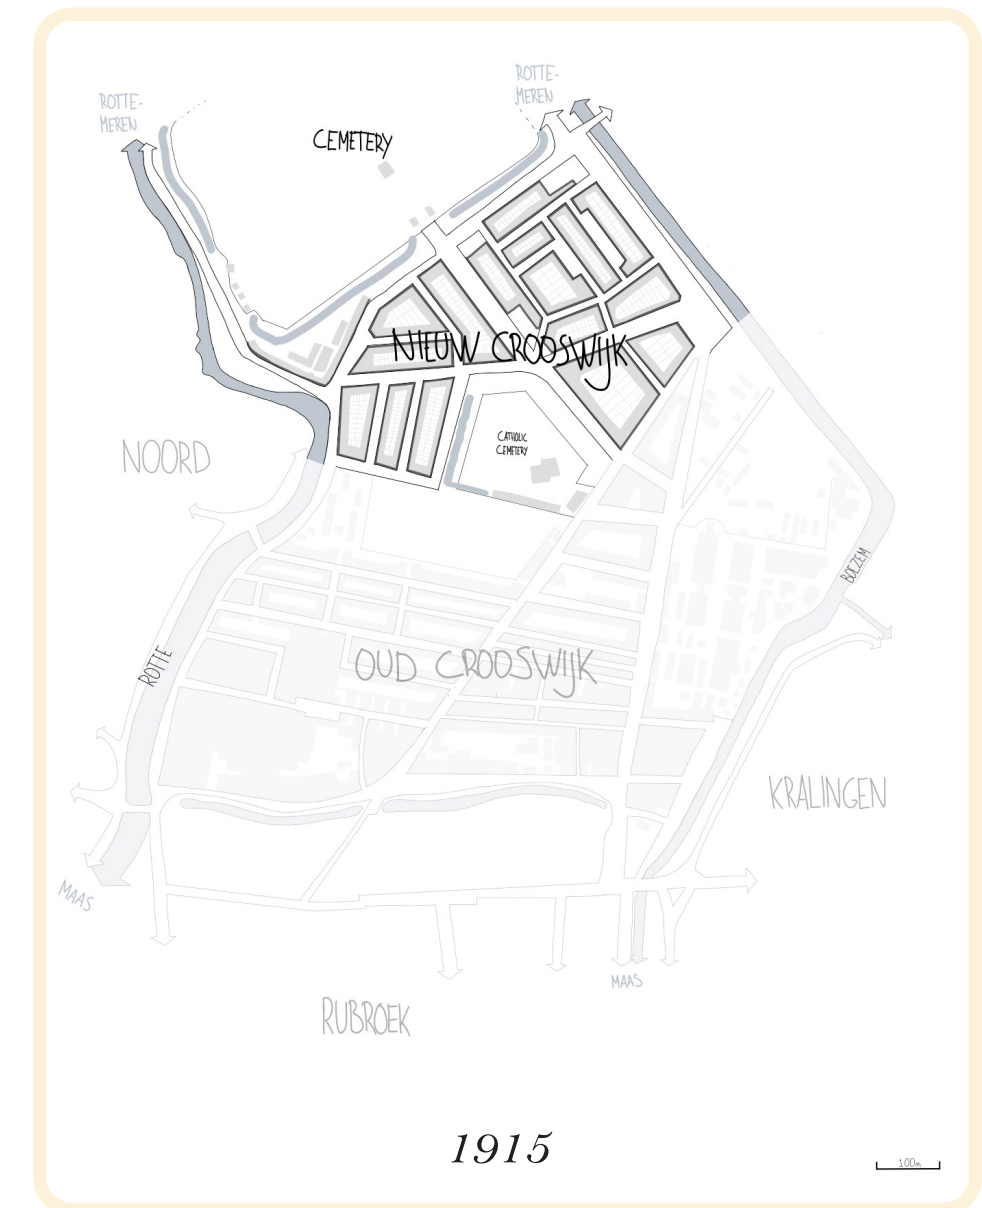 ROTTE-
MEREN
ROTTE-
MEREN
CEMETERY
NIEUW CROOSWIJK
CATHOLIC
CEMETERY
NOORD
BOEZEM
ROTTE
OUD CROOSWIJK
KRALINGEN
MAAS
MAAS
RUBROEK
1915
100m